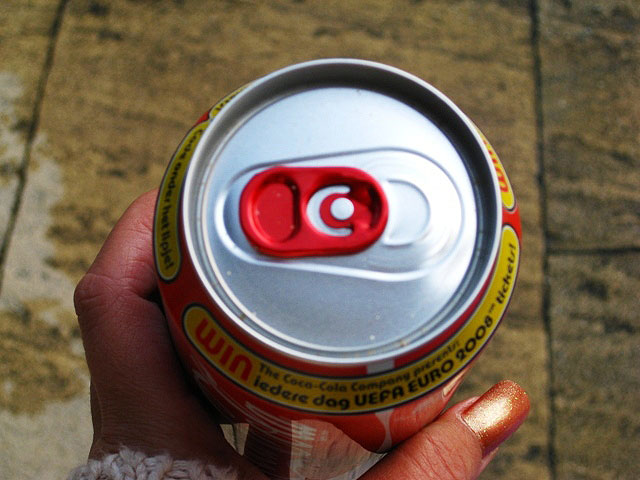 WIN
The Coca-Cola Company presents:
iedere dag UEFA EURO 2008™ tickets!